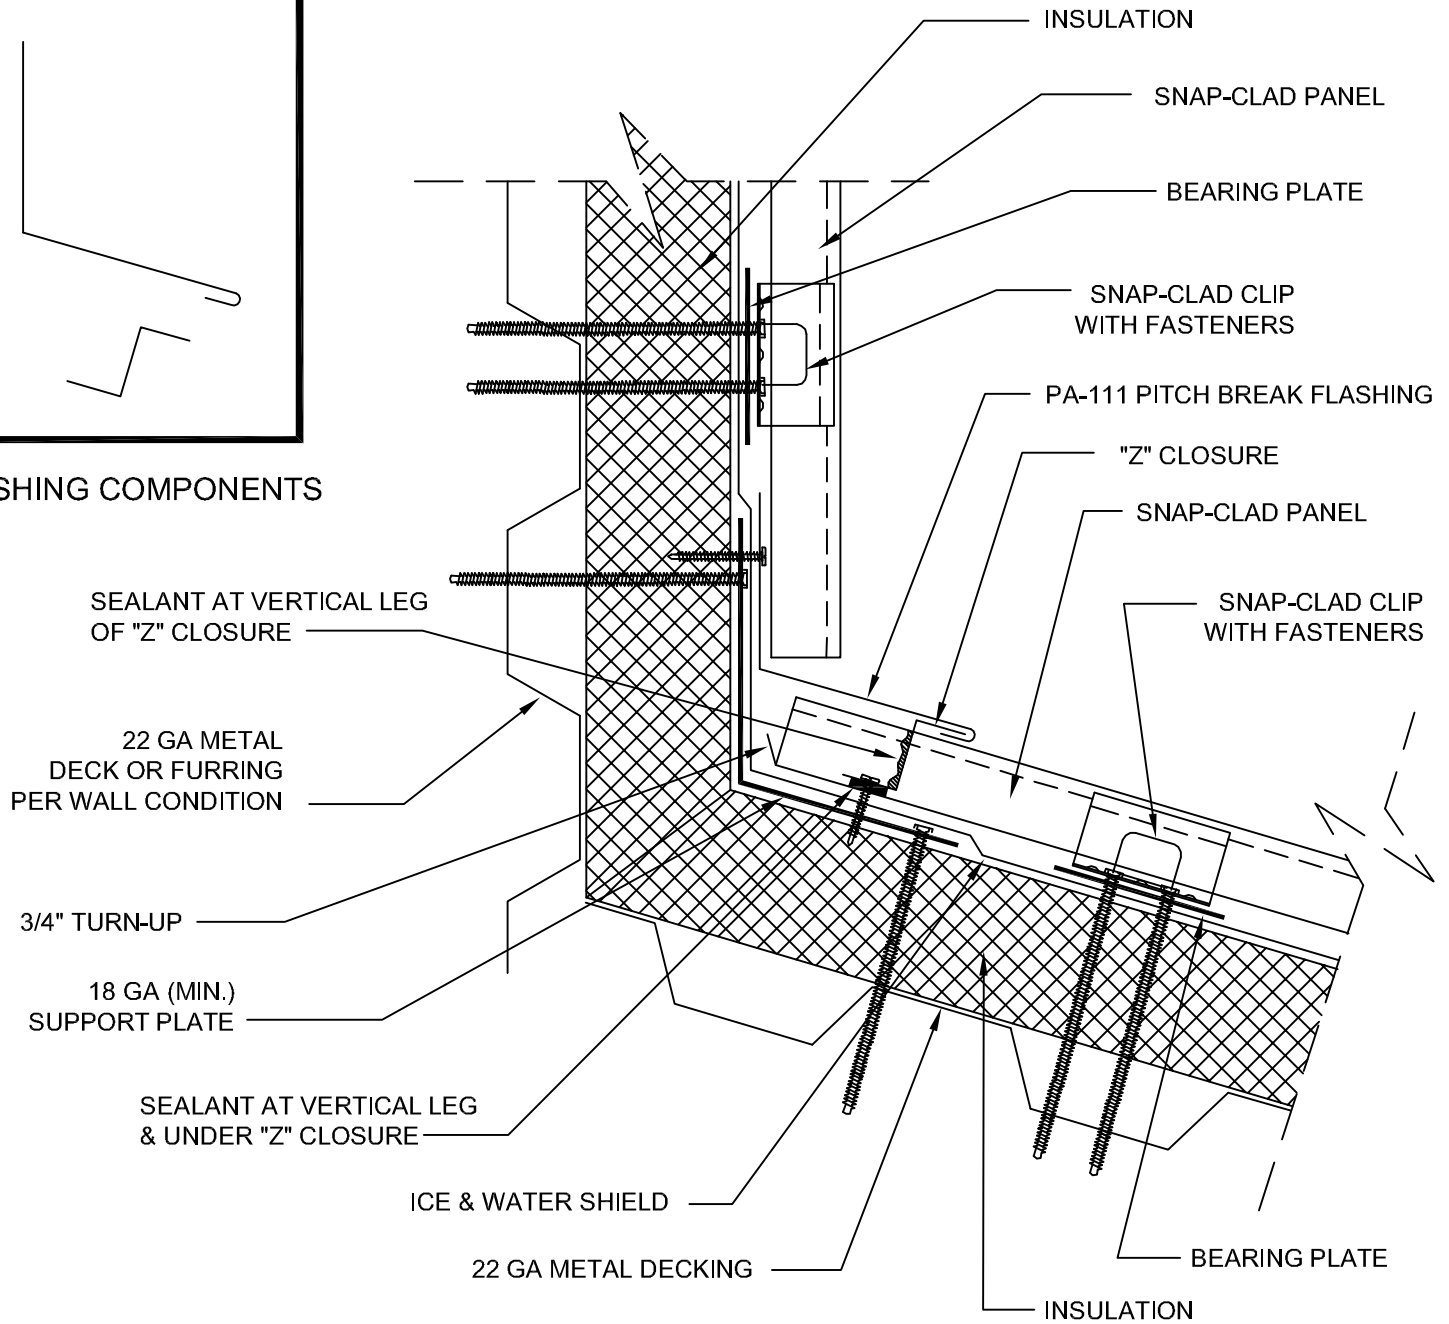 INSULATION
SNAP-CLAD PANEL
BEARING PLATE
SNAP-CLAD CLIP
WITH FASTENERS
PA-111 PITCH BREAK FLASHING
"Z" CLOSURE
SNAP-CLAD PANEL
SNAP-CLAD CLIP
WITH FASTENERS
SHING COMPONENTS
SEALANT AT VERTICAL LEG
OF "Z" CLOSURE
22 GA METAL
DECK OR FURRING
PER WALL CONDITION
3/4" TURN-UP
18 GA (MIN.)
SUPPORT PLATE
SEALANT AT VERTICAL LEG
& UNDER "Z" CLOSURE
ICE & WATER SHIELD
22 GA METAL DECKING
BEARING PLATE
INSULATION